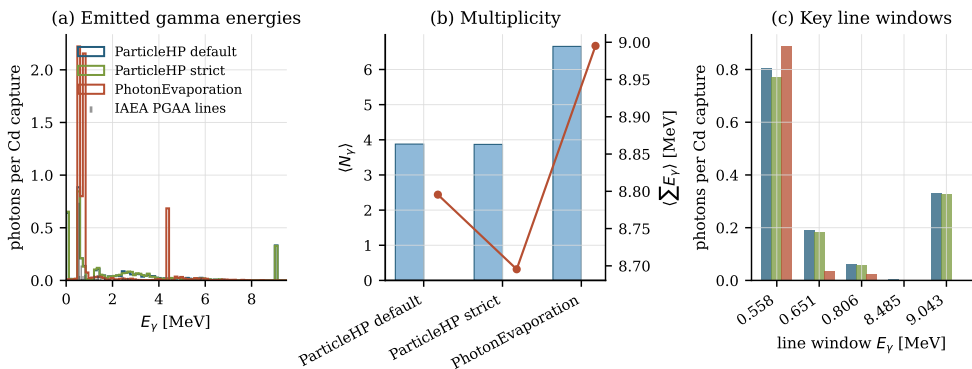 (a) Emitted gamma energies
photons per Cd capture
2.0
1.5
1.0
0.5
0.0
0
2
4
6
8
E_γ [MeV]
ParticleHP default
ParticleHP strict
PhotonEvaporation
IAEA PGAA lines
(b) Multiplicity
⟨N_γ⟩
6
5
4
3
2
1
0
ParticleHP default
ParticleHP strict
PhotonEvaporation
9.00
8.95
8.90
8.85
8.80
8.75
8.70
⟨∑E_γ⟩ [MeV]
(c) Key line windows
photons per Cd capture
0.8
0.6
0.4
0.2
0.0
0.558
0.651
0.806
8.485
9.043
line window E_γ [MeV]